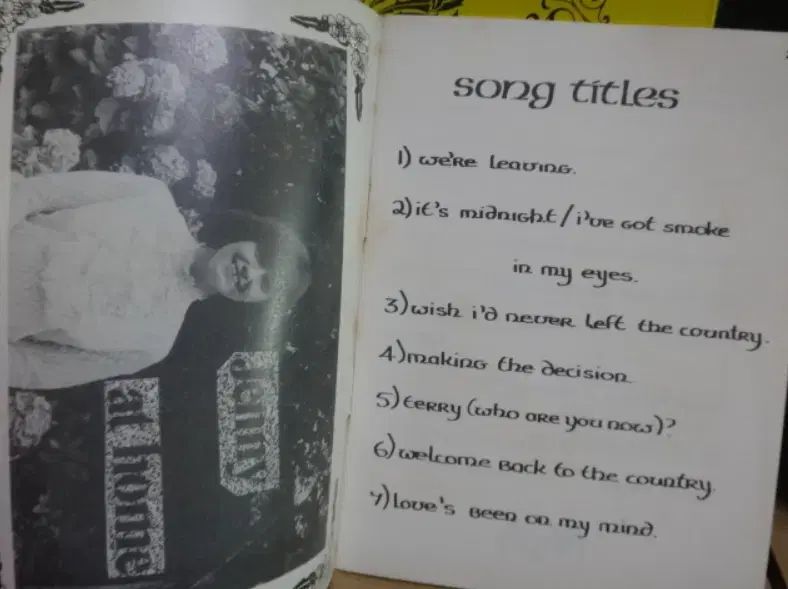 Jenny
at home
song titles
1) we're leaving.
2) it's midnight/i've got smoke
in my eyes.
3) wish i'd never left the country.
4) making the decision
5) terry (who are you now)?
6) welcome back to the country.
7) love's been on my mind.